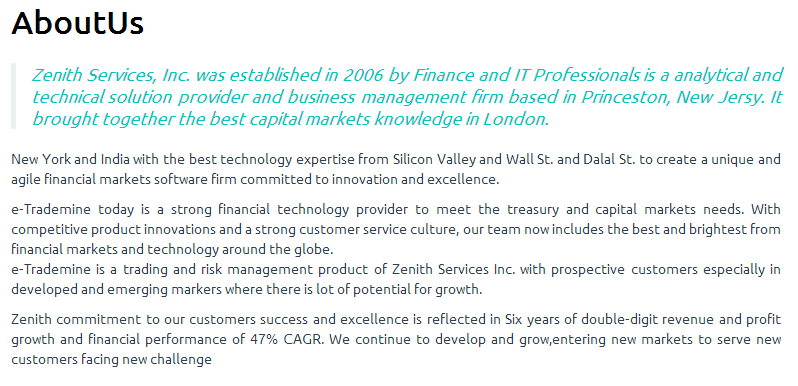 AboutUs
Zenith Services, Inc. was established in 2006 by Finance and IT Professionals is a analytical and
technical solution provider and business management firm based in Princeston, New Jersy. It
brought together the best capital markets knowledge in London.
New York and India with the best technology expertise from Silicon Valley and Wall St. and Dalal St. to create a unique and
agile financial markets software firm committed to innovation and excellence.
e-Trademine today is a strong financial technology provider to meet the treasury and capital markets needs. With
competitive product innovations and a strong customer service culture, our team now includes the best and brightest from
financial markets and technology around the globe.
e-Trademine is a trading and risk management product of Zenith Services Inc. with prospective customers especially in
developed and emerging markers where there is lot of potential for growth.
Zenith commitment to our customers success and excellence is reflected in Six years of double-digit revenue and profit
growth and financial performance of 47% CAGR. We continue to develop and grow,entering new markets to serve new
customers facing new challenge